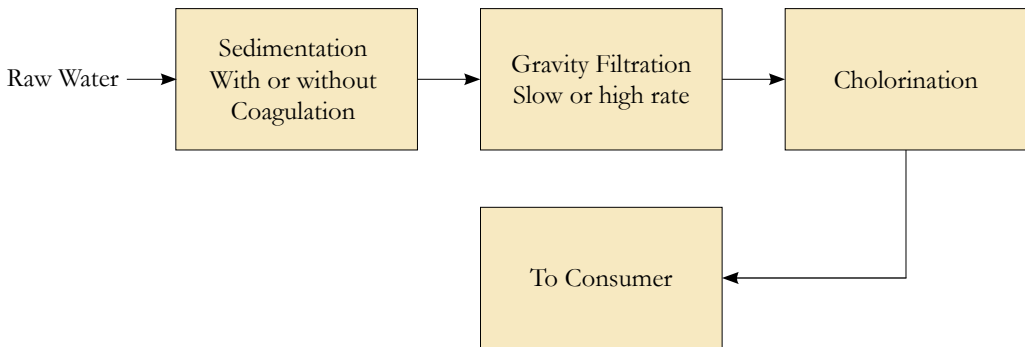 Raw Water
Sedimentation
With or without
Coagulation
Gravity Filtration
Slow or high rate
Cholorination
To Consumer